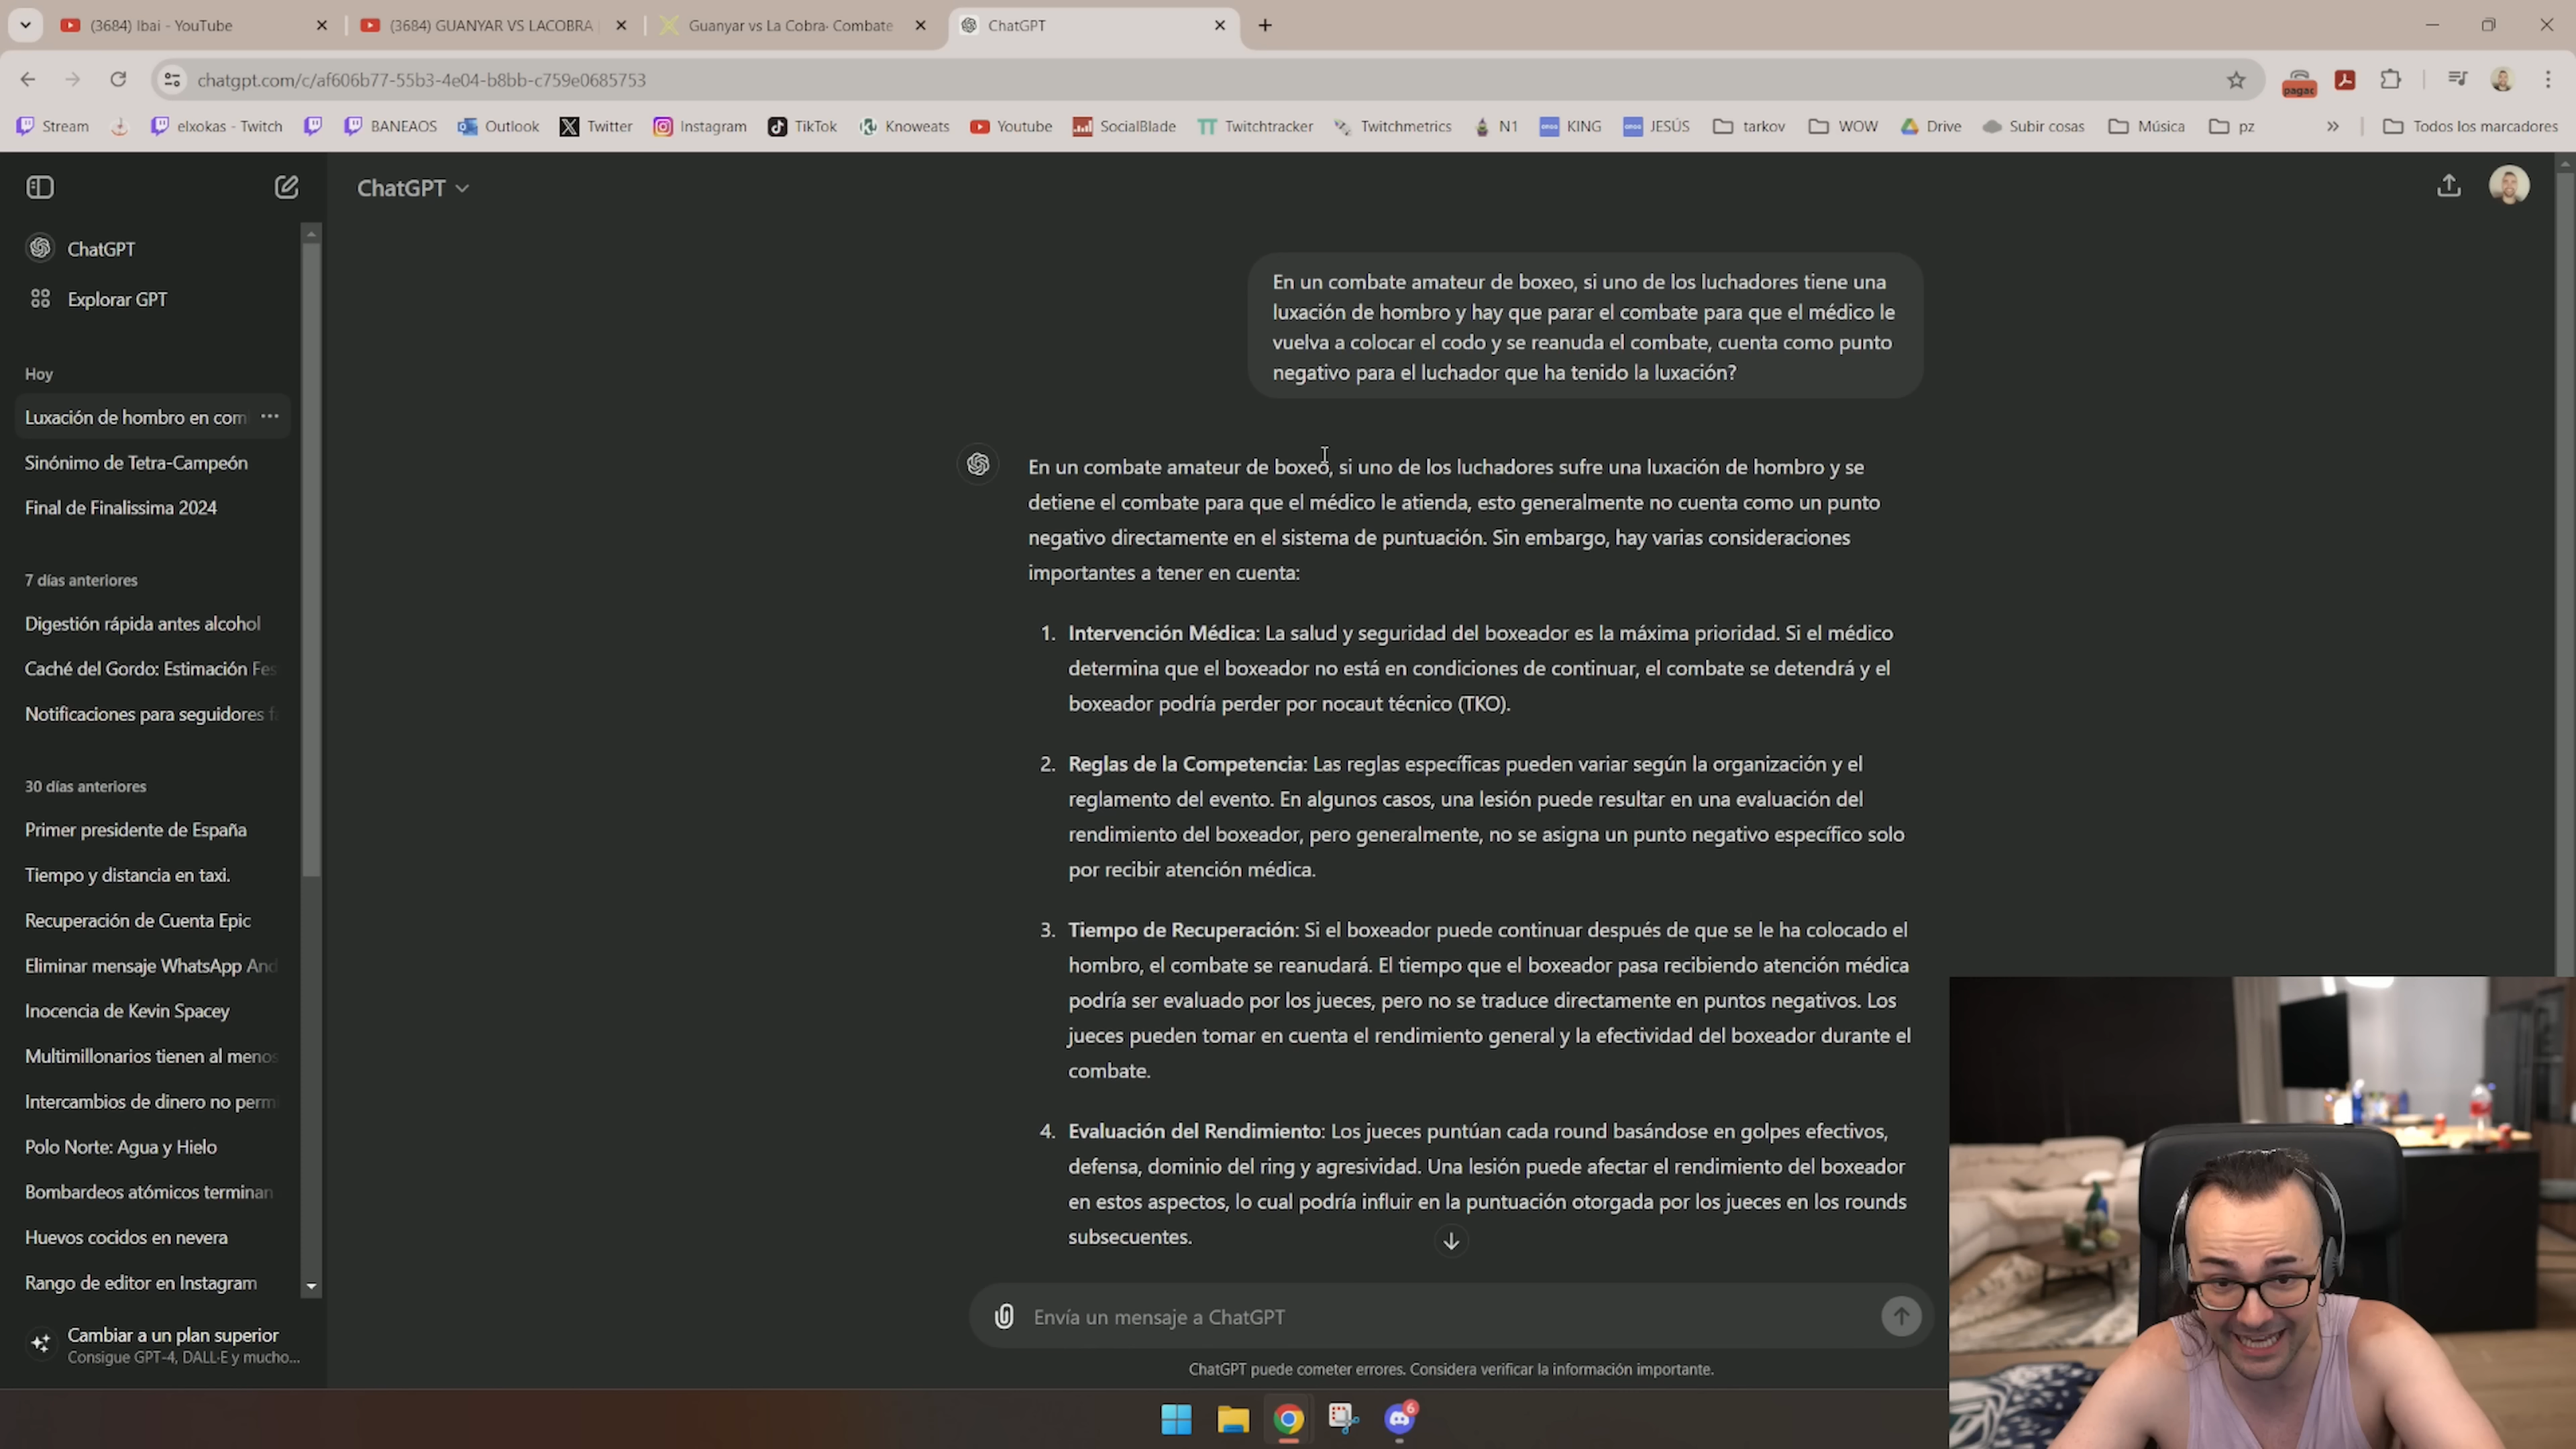 (3684) Ibai - YouTube
(3684) GUANYAR VS LACOBRA
Guanyar vs La Cobra· Combate
ChatGPT
chatgpt.com/c/af606b77-55b3-4e04-b8bb-c759e0685753
pagac
Stream
elxokas - Twitch
BANEAOS
Outlook
Twitter
Instagram
TikTok
Knoweats
Youtube
SocialBlade
Twitchtracker
Twitchmetrics
N1
KING
JESÚS
tarkov
WOW
Drive
Subir cosas
Música
pz
Todos los marcadores
ChatGPT
ChatGPT
Explorar GPT
Hoy
Luxación de hombro en com
Sinónimo de Tetra-Campeón
Final de Finalissima 2024
7 días anteriores
Digestión rápida antes alcohol
Caché del Gordo: Estimación Fes
Notificaciones para seguidores f
30 días anteriores
Primer presidente de España
Tiempo y distancia en taxi.
Recuperación de Cuenta Epic
Eliminar mensaje WhatsApp And
Inocencia de Kevin Spacey
Multimillonarios tienen al menos
Intercambios de dinero no perm
Polo Norte: Agua y Hielo
Bombardeos atómicos terminan
Huevos cocidos en nevera
Rango de editor en Instagram
Cambiar a un plan superior
Consigue GPT-4, DALL·E y mucho...
En un combate amateur de boxeo, si uno de los luchadores tiene una
luxación de hombro y hay que parar el combate para que el médico le
vuelva a colocar el codo y se reanuda el combate, cuenta como punto
negativo para el luchador que ha tenido la luxación?
En un combate amateur de boxeo, si uno de los luchadores sufre una luxación de hombro y se
detiene el combate para que el médico le atienda, esto generalmente no cuenta como un punto
negativo directamente en el sistema de puntuación. Sin embargo, hay varias consideraciones
importantes a tener en cuenta:
1. Intervención Médica: La salud y seguridad del boxeador es la máxima prioridad. Si el médico
determina que el boxeador no está en condiciones de continuar, el combate se detendrá y el
boxeador podría perder por nocaut técnico (TKO).
2. Reglas de la Competencia: Las reglas específicas pueden variar según la organización y el
reglamento del evento. En algunos casos, una lesión puede resultar en una evaluación del
rendimiento del boxeador, pero generalmente, no se asigna un punto negativo específico solo
por recibir atención médica.
3. Tiempo de Recuperación: Si el boxeador puede continuar después de que se le ha colocado el
hombro, el combate se reanudará. El tiempo que el boxeador pasa recibiendo atención médica
podría ser evaluado por los jueces, pero no se traduce directamente en puntos negativos. Los
jueces pueden tomar en cuenta el rendimiento general y la efectividad del boxeador durante el
combate.
4. Evaluación del Rendimiento: Los jueces puntúan cada round basándose en golpes efectivos,
defensa, dominio del ring y agresividad. Una lesión puede afectar el rendimiento del boxeador
en estos aspectos, lo cual podría influir en la puntuación otorgada por los jueces en los rounds
subsecuentes.
Envía un mensaje a ChatGPT
ChatGPT puede cometer errores. Considera verificar la información importante.
6